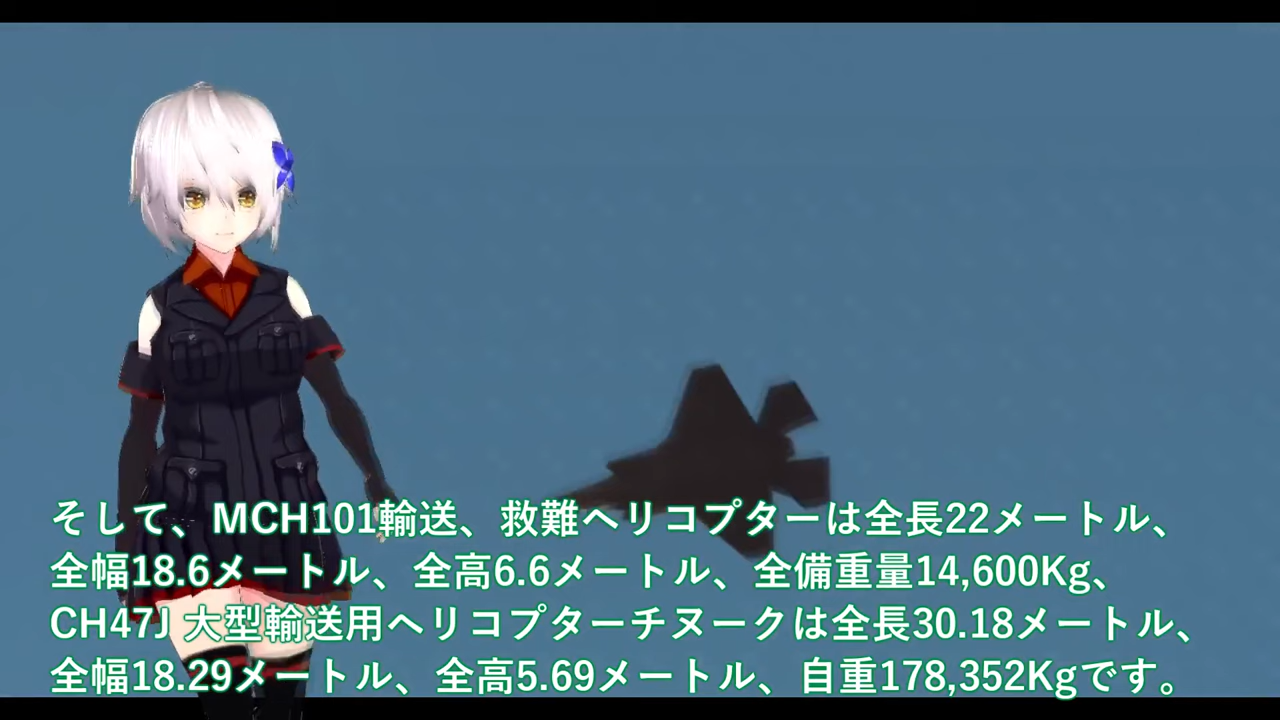 そして、MCH101輸送、救難ヘリコプターは全長22メートル、
全幅18.6メートル、全高6.6メートル、全備重量14,600Kg、
CH47J 大型輸送用ヘリコプターチヌークは全長30.18メートル、
全幅18.29メートル、全高5.69メートル、自重178,352Kgです。